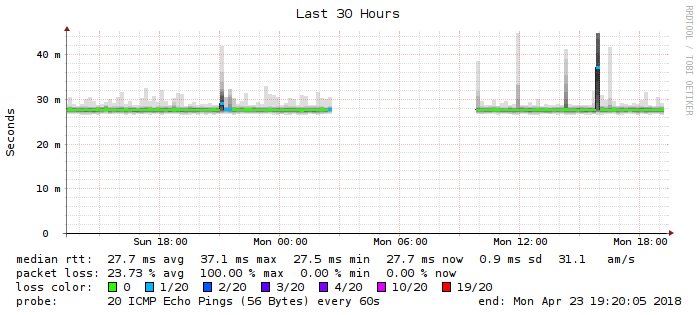 Last 30 Hours
RRDTOOL / TOBI OETIKER
Seconds
40 m
30 m
20 m
10 m
0
Sun 18:00 Mon 00:00 Mon 06:00 Mon 12:00 Mon 18:00
median rtt: 27.7 ms avg 37.1 ms max 27.5 ms min 27.7 ms now 0.9 ms sd 31.1 am/s
packet loss: 23.73 % avg 100.00 % max 0.00 % min 0.00 % now
loss color: 0 1/20 2/20 3/20 4/20 10/20 19/20
probe: 20 ICMP Echo Pings (56 Bytes) every 60s end: Mon Apr 23 19:20:05 2018